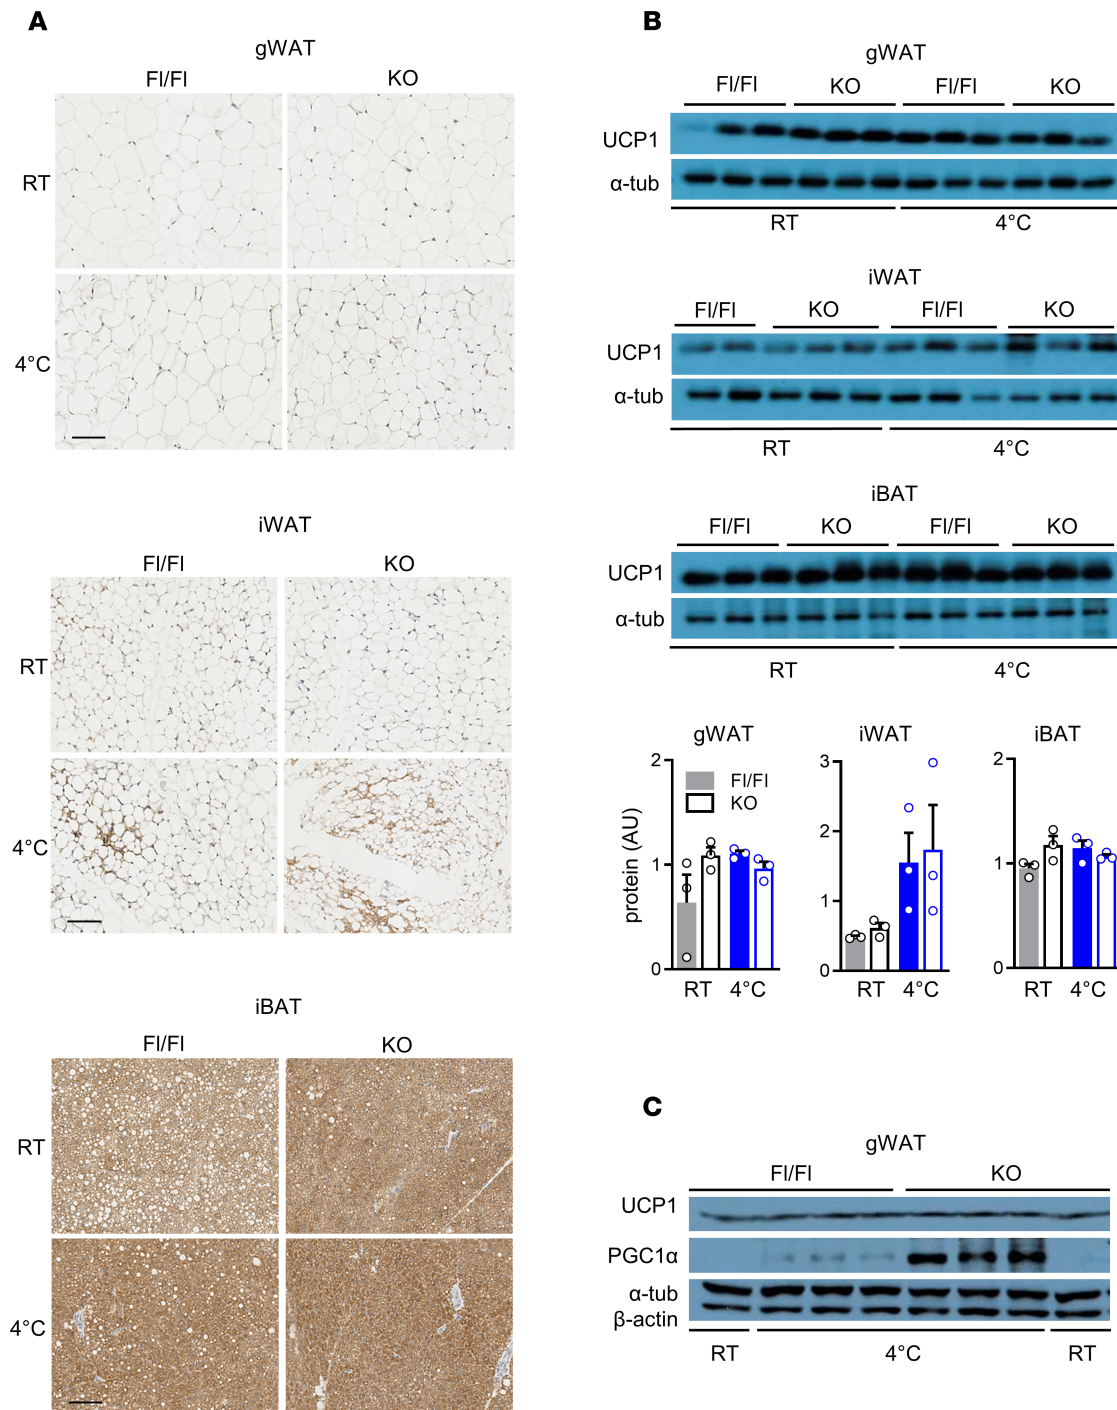 A
gWAT
Fl/Fl KO
RT
4°C
iWAT
Fl/Fl KO
RT
4°C
iBAT
Fl/Fl KO
RT
4°C
B
gWAT
Fl/Fl KO Fl/Fl KO
UCP1
α-tub
RT 4°C
iWAT
Fl/Fl KO Fl/Fl KO
UCP1
α-tub
RT 4°C
iBAT
Fl/Fl KO Fl/Fl KO
UCP1
α-tub
RT 4°C
gWAT iWAT iBAT
protein (AU)
2
1
0
Fl/Fl
KO
RT 4°C
3
2
1
0
RT 4°C
2
1
0
RT 4°C
C
gWAT
Fl/Fl KO
UCP1
PGC1α
α-tub
β-actin
RT 4°C RT